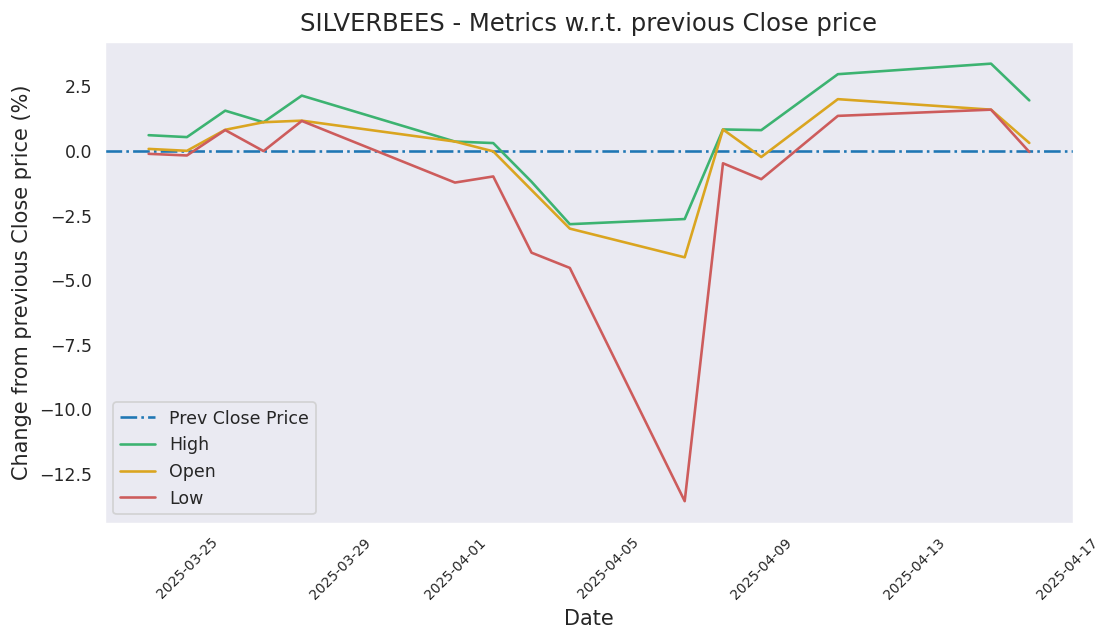 SILVERBEES - Metrics w.r.t. previous Close price
Change from previous Close price (%)
2.5
0.0
−2.5
−5.0
−7.5
−10.0
−12.5
Prev Close Price
High
Open
Low
2025-03-25
2025-03-29
2025-04-01
2025-04-05
2025-04-09
2025-04-13
2025-04-17
Date